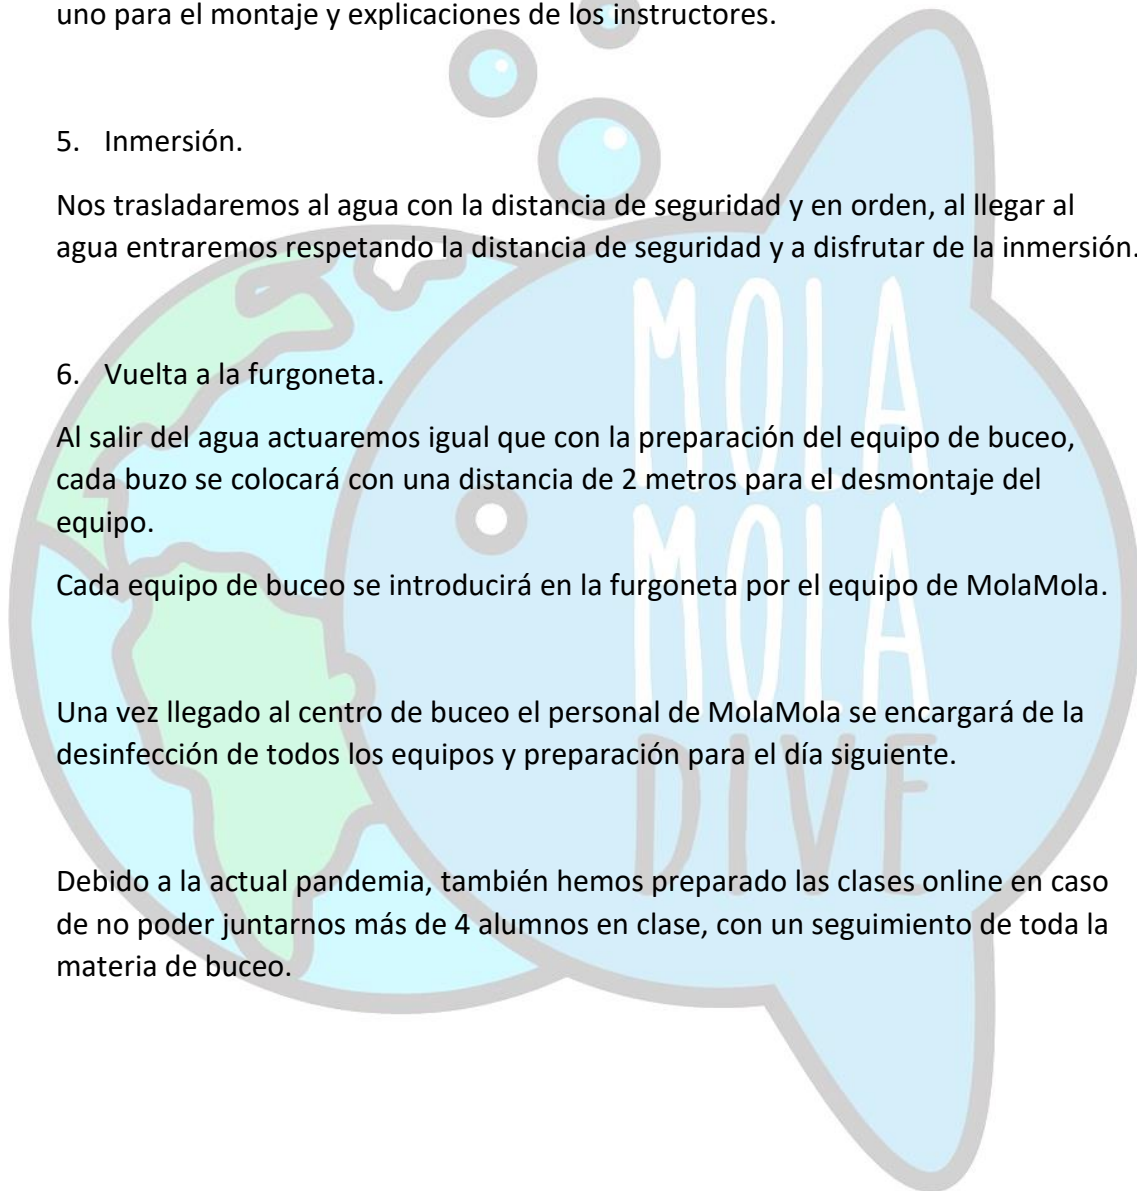 uno para el montaje y explicaciones de los instructores.
5. Inmersión.
Nos trasladaremos al agua con la distancia de seguridad y en orden, al llegar al
agua entraremos respetando la distancia de seguridad y a disfrutar de la inmersión.
6. Vuelta a la furgoneta.
Al salir del agua actuaremos igual que con la preparación del equipo de buceo,
cada buzo se colocará con una distancia de 2 metros para el desmontaje del
equipo.
Cada equipo de buceo se introducirá en la furgoneta por el equipo de MolaMola.
Una vez llegado al centro de buceo el personal de MolaMola se encargará de la
desinfección de todos los equipos y preparación para el día siguiente.
Debido a la actual pandemia, también hemos preparado las clases online en caso
de no poder juntarnos más de 4 alumnos en clase, con un seguimiento de toda la
materia de buceo.
MOLA
MOLA
DIVE